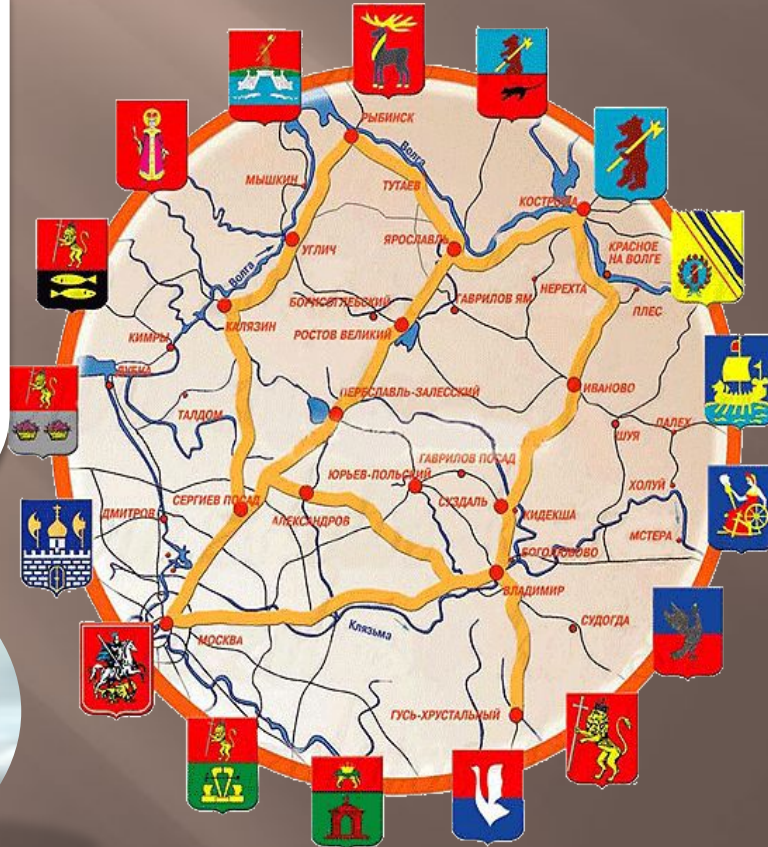 РЫБИНСК
Волга
МЫШКИН
ТУТАЕВ
КОСТРОМА
УГЛИЧ
ЯРОСЛАВЛЬ
КРАСНОЕ
НА ВОЛГЕ
Волга
БОРИСОГЛЕБСКИЙ
ГАВРИЛОВ ЯМ
НЕРЕХТА
ПЛЕС
КАЛЯЗИН
РОСТОВ ВЕЛИКИЙ
КИМРЫ
ДУБНА
ПЕРЕСЛАВЛЬ-ЗАЛЕССКИЙ
ИВАНОВО
ТАЛДОМ
ШУЯ
ПАЛЕХ
ГАВРИЛОВ ПОСАД
ЮРЬЕВ-ПОЛЬСКИЙ
ХОЛУЙ
СЕРГИЕВ ПОСАД
СУЗДАЛЬ
КИДЕКША
ДМИТРОВ
АЛЕКСАНДРОВ
МСТЕРА
БОГОЛЮБОВО
ВЛАДИМИР
МОСКВА
Клязьма
СУДОГДА
ГУСЬ-ХРУСТАЛЬНЫЙ